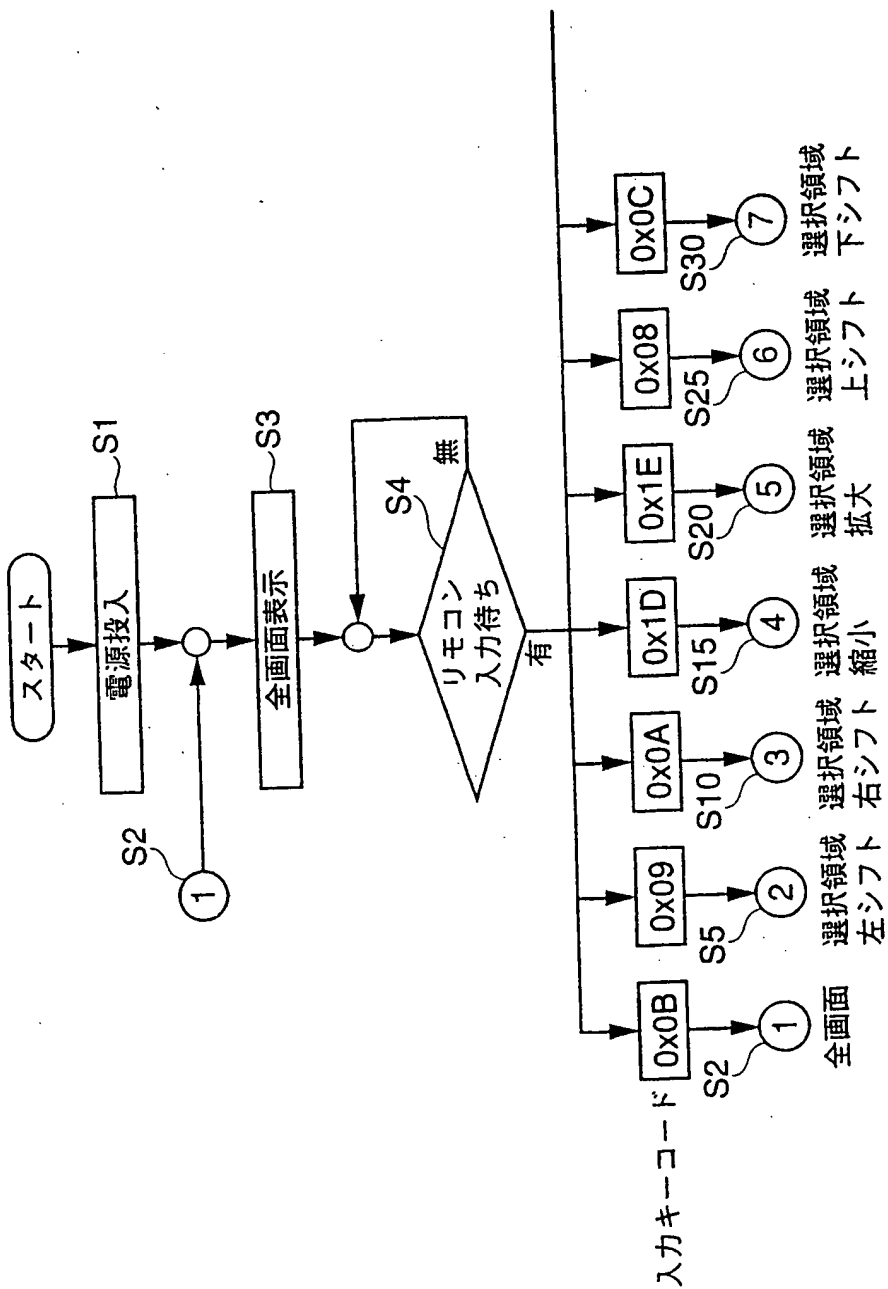 スタート
電源投入
S1
S2
1
全画面表示
S3
リモコン
入力待ち
S4
無
有
入力キーコード
0x0B
0x09
0x0A
0x1D
0x1E
0x08
0x0C
S2
S5
S10
S15
S20
S25
S30
1
2
3
4
5
6
7
全画面
選択領域
左シフト
選択領域
右シフト
選択領域
縮小
選択領域
拡大
選択領域
上シフト
選択領域
下シフト